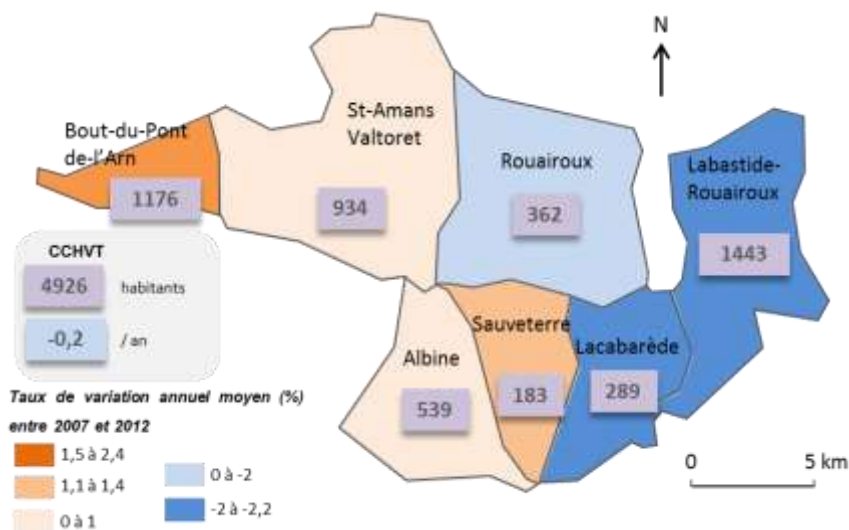 N
Bout-du-Pont
de-l'Arn
1176
St-Amans
Valtoret
934
Rouairoux
362
Labastide-
Rouairoux
1443
CCHVT
4926 habitants
-0,2 / an
Albine
539
Sauveterre
183
Lacabarède
289
Taux de variation annuel moyen (%)
entre 2007 et 2012
1,5 à 2,4
1,1 à 1,4
0 à 1
0 à -2
-2 à -2,2
0 5 km